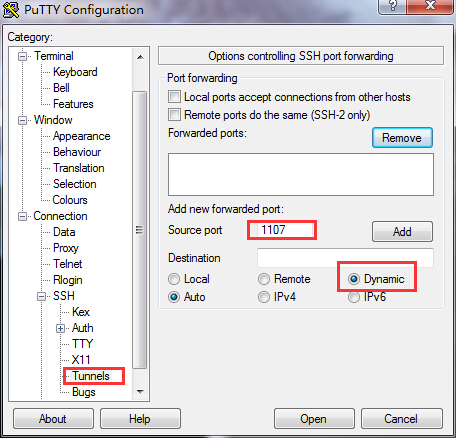 PuTTY Configuration
?
X
Category:
Terminal
Keyboard
Bell
Features
Window
Appearance
Behaviour
Translation
Selection
Colours
Connection
Data
Proxy
Telnet
Rlogin
SSH
Kex
Auth
TTY
X11
Tunnels
Bugs
Options controlling SSH port forwarding
Port forwarding
Local ports accept connections from other hosts
Remote ports do the same (SSH-2 only)
Forwarded ports:
Remove
Add new forwarded port:
Source port 1107 Add
Destination
Local Remote Dynamic
Auto IPv4 IPv6
About Help Open Cancel